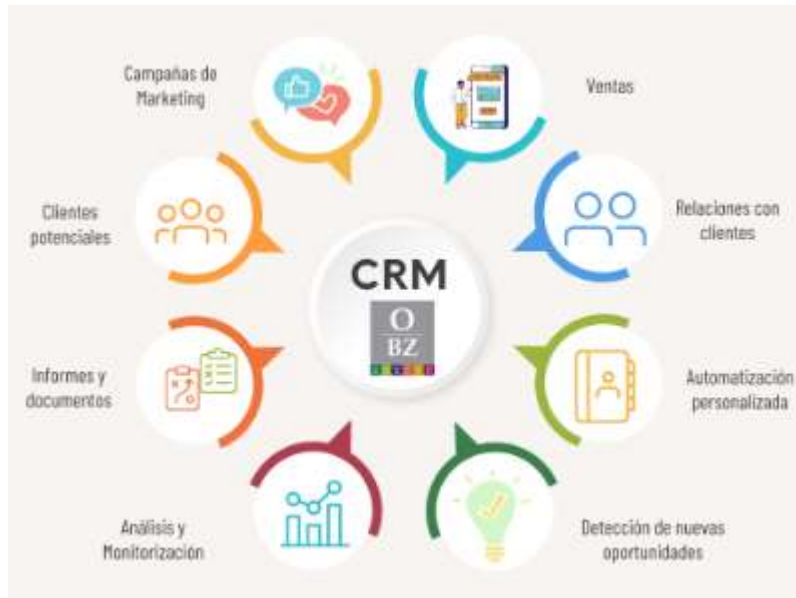 Campañas de
Marketing
Ventas
Clientes
potenciales
Relaciones con
clientes
CRM
O
BZ
Informes y
documentos
Automatización
personalizada
Análisis y
Monitorización
Detección de nuevas
oportunidades